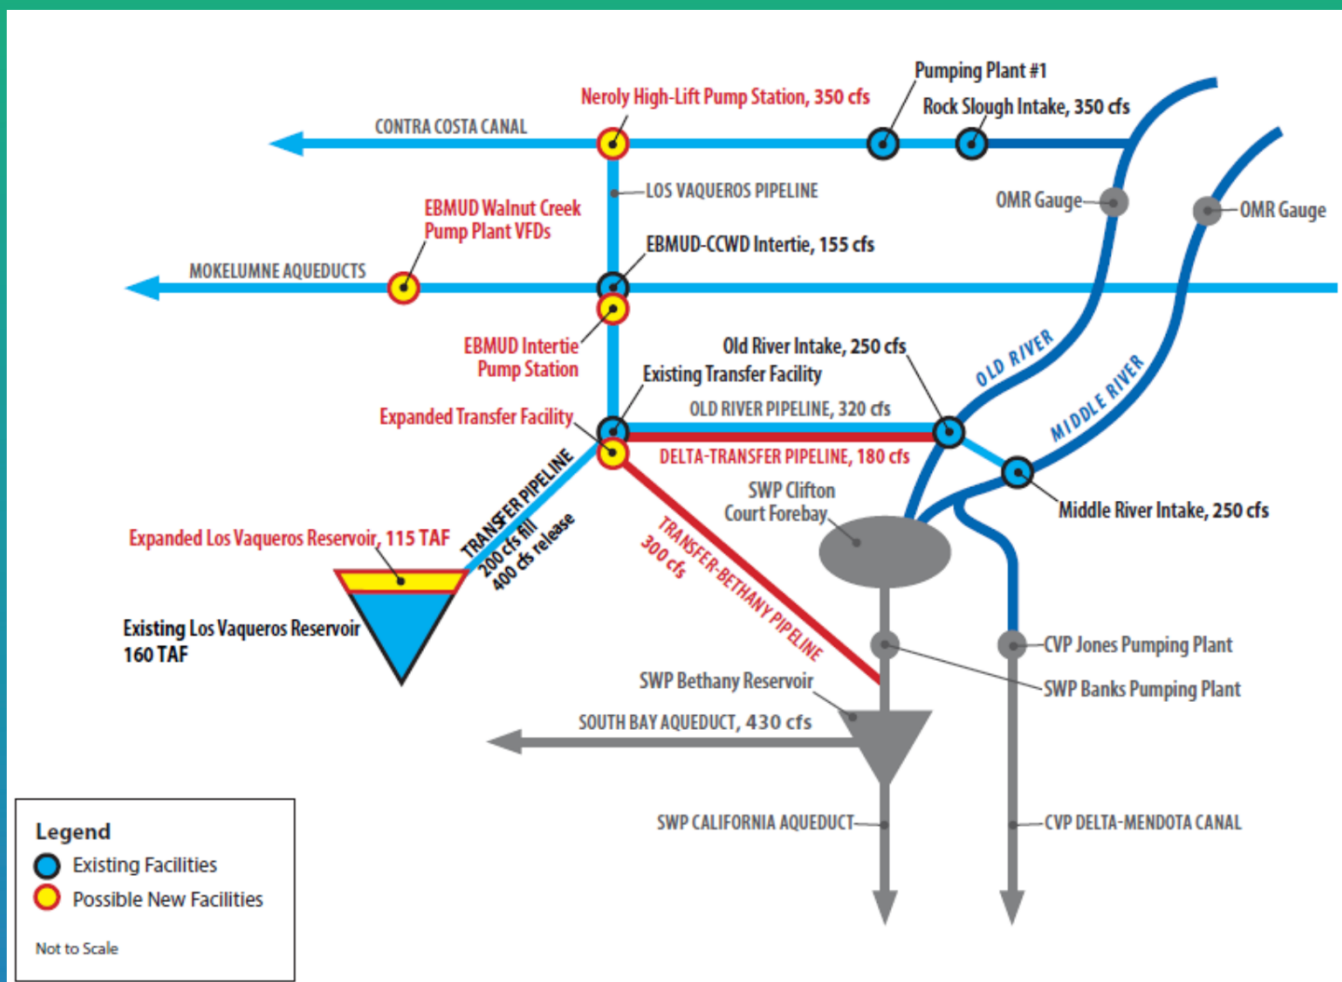 Pumping Plant #1
Neroly High-Lift Pump Station, 350 cfs
Rock Slough Intake, 350 cfs
CONTRA COSTA CANAL
LOS VAQUEROS PIPELINE
OMR Gauge
OMR Gauge
EBMUD Walnut Creek
Pump Plant VFDs
EBMUD-CCWD Intertie, 155 cfs
MOKELUMNE AQUEDUCTS
EBMUD Intertie
Pump Station
Old River Intake, 250 cfs
OLD RIVER
MIDDLE RIVER
Existing Transfer Facility
Expanded Transfer Facility
OLD RIVER PIPELINE, 320 cfs
DELTA-TRANSFER PIPELINE, 180 cfs
TRANSFER PIPELINE
200 cfs fill
400 cfs release
SWP Clifton
Court Forebay
Middle River Intake, 250 cfs
Expanded Los Vaqueros Reservoir, 115 TAF
TRANSFER-BETHANY PIPELINE
300 cfs
Existing Los Vaqueros Reservoir
160 TAF
CVP Jones Pumping Plant
SWP Bethany Reservoir
SWP Banks Pumping Plant
SOUTH BAY AQUEDUCT, 430 cfs
SWP CALIFORNIA AQUEDUCT
CVP DELTA-MENDOTA CANAL
Legend
Existing Facilities
Possible New Facilities
Not to Scale